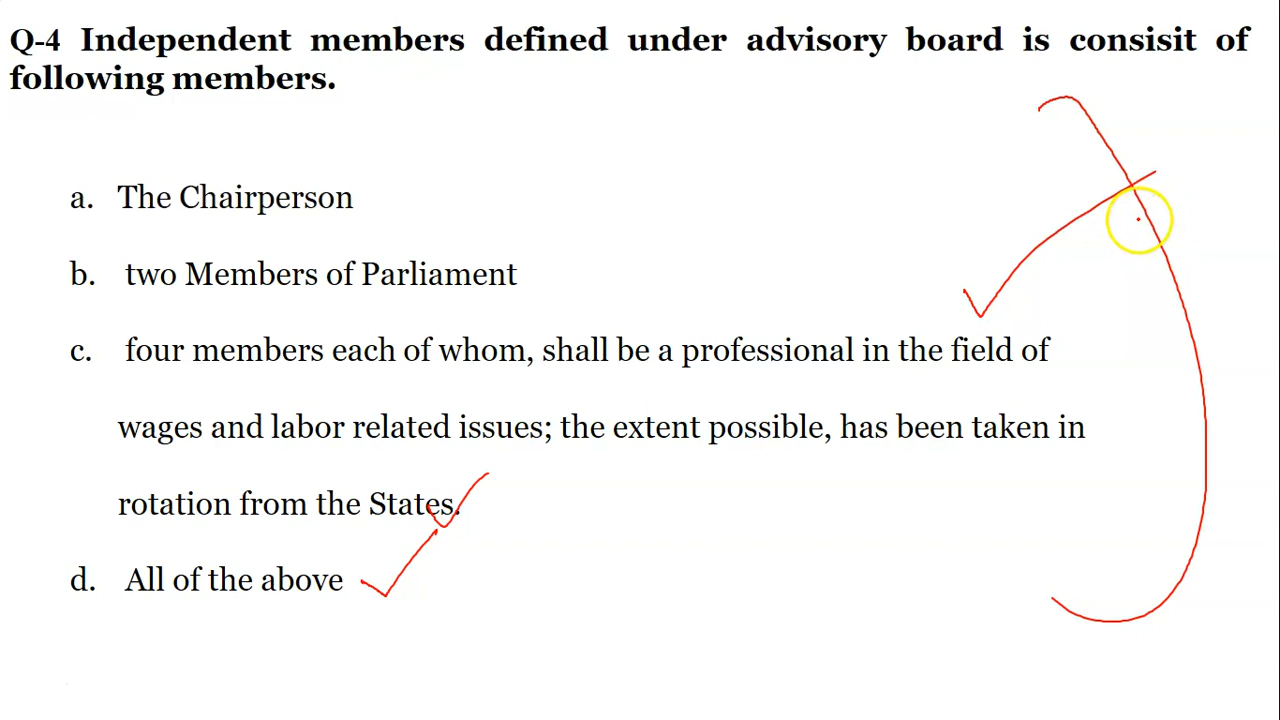 Q-4 Independent members defined under advisory board is consisit of
following members.
a. The Chairperson
b. two Members of Parliament
c. four members each of whom, shall be a professional in the field of
wages and labor related issues; the extent possible, has been taken in
rotation from the States.
d. All of the above